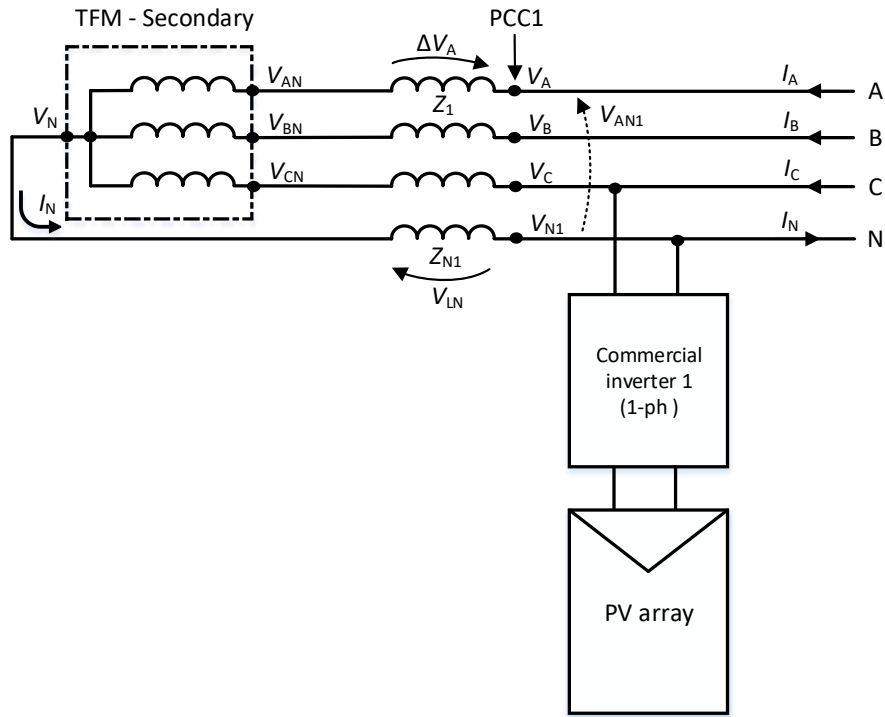 TFM - Secondary
PCC1
ΔVA
VAN
VA
IA
A
Z1
VAN1
VN
VBN
VB
IB
B
VCN
VC
IC
C
IN
VN1
IN
N
ZN1
VLN
Commercial
inverter 1
(1-ph )
PV array